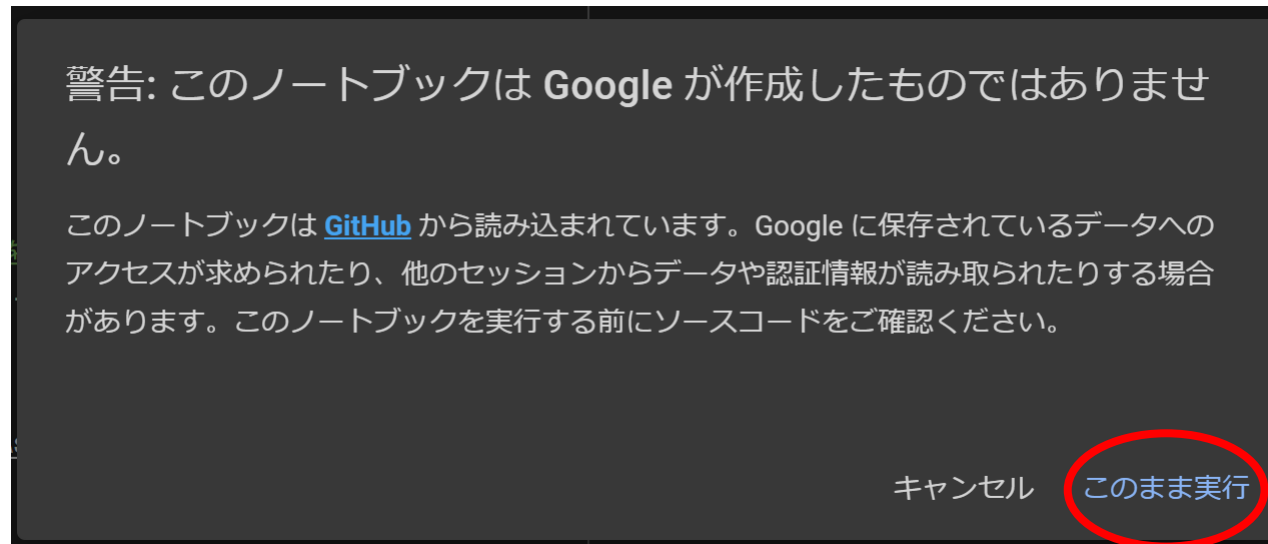 警告: このノートブックは Google が作成したものではありませ
ん。
このノートブックは GitHub から読み込まれています。Google に保存されているデータへの
アクセスが求められたり、他のセッションからデータや認証情報が読み取られたりする場合
があります。このノートブックを実行する前にソースコードをご確認ください。
キャンセル このまま実行